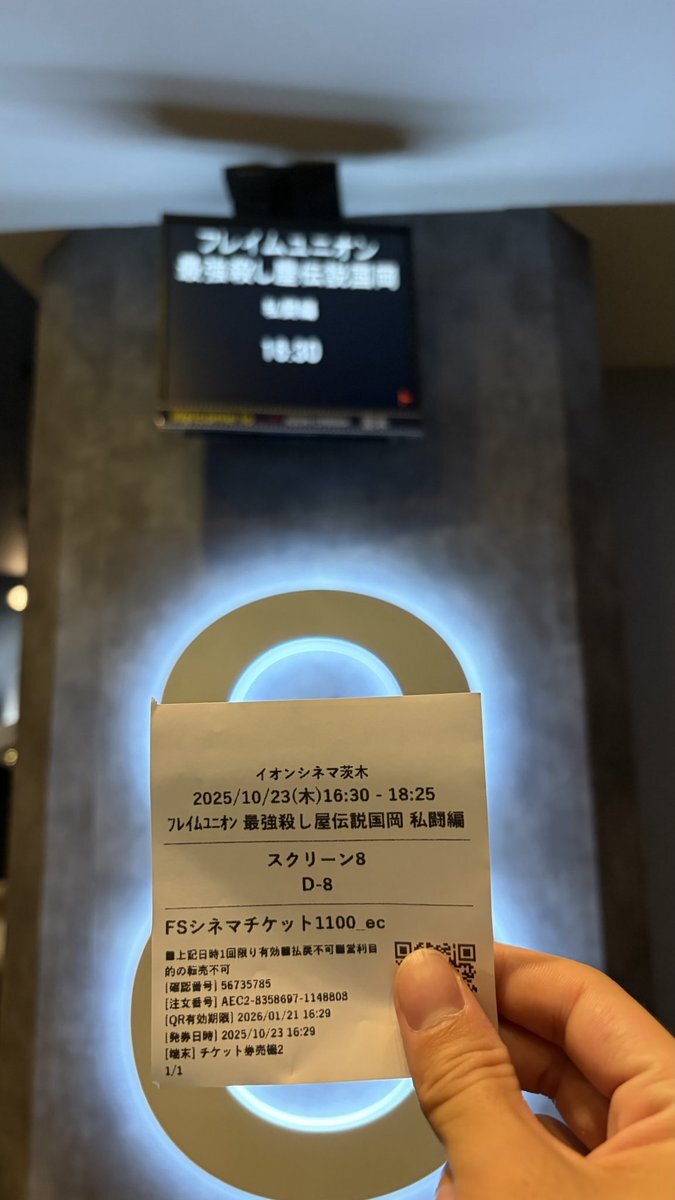 フレイムユニオン
最強殺し屋伝説国岡
私闘編
16:30
イオンシネマ茨木
2025/10/23(木)16:30 - 18:25
ﾌﾚｲﾑﾕﾆｵﾝ 最強殺し屋伝説国岡 私闘編
スクリーン8
D-8
FSシネマチケット1100_ec
■上記日時1回限り有効■払戻不可■営利目
的の転売不可
[確認番号] 56735785
[注文番号] AEC2-8358697-1148808
[QR有効期限] 2026/01/21 16:29
[発券日時] 2025/10/23 16:29
[端末] チケット券売機2
1/1